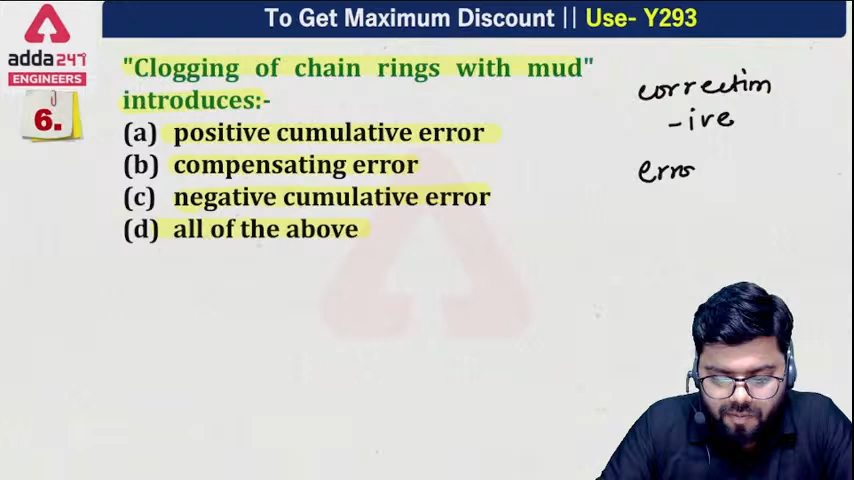 To Get Maximum Discount || Use- Y293
adda247
ENGINEERS
6.
"Clogging of chain rings with mud"
introduces:-
(a) positive cumulative error
(b) compensating error
(c) negative cumulative error
(d) all of the above
correction
-ive
erro